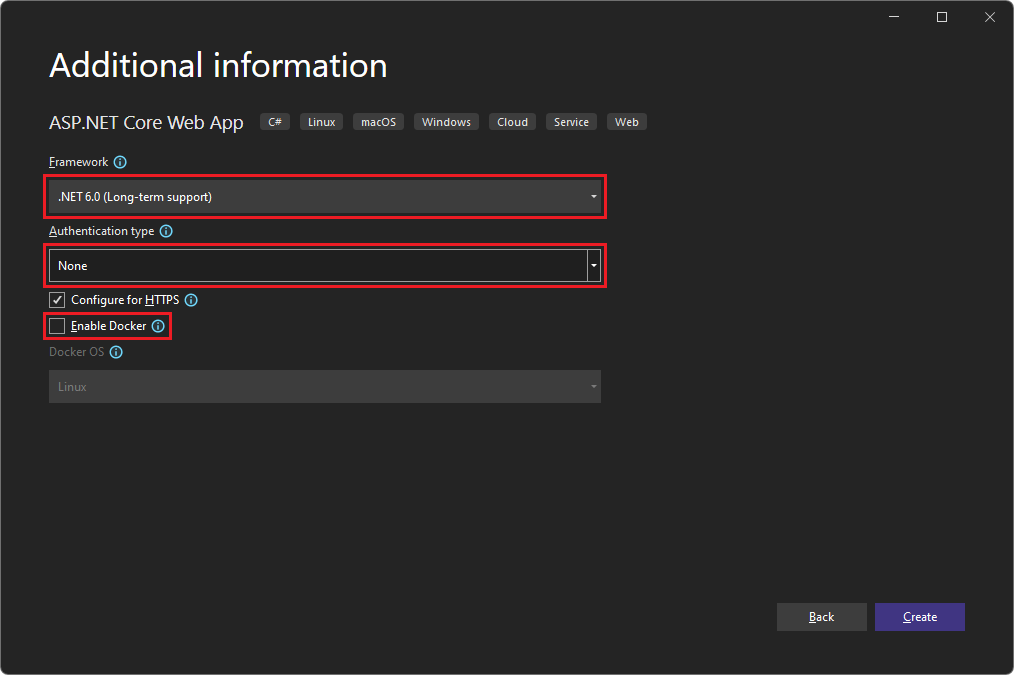 Additional information
ASP.NET Core Web App C# Linux macOS Windows Cloud Service Web
Framework
.NET 6.0 (Long-term support)
Authentication type
None
Configure for HTTPS
Enable Docker
Docker OS
Linux
Back Create